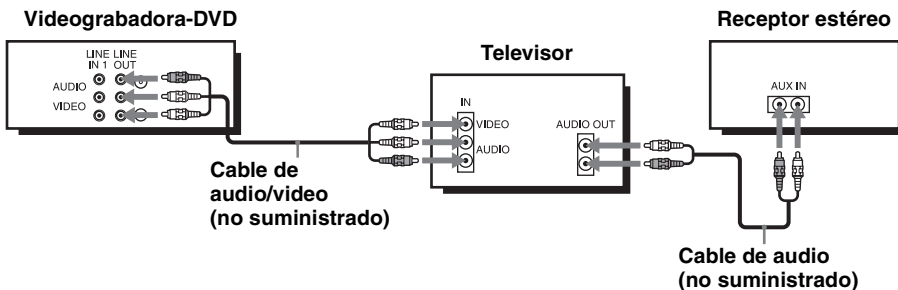 Videograbadora-DVD
LINE LINE
IN 1 OUT
AUDIO
VIDEO
Cable de
audio/video
(no suministrado)
Televisor
IN
VIDEO
AUDIO
AUDIO OUT
Receptor estéreo
AUX IN
Cable de audio
(no suministrado)